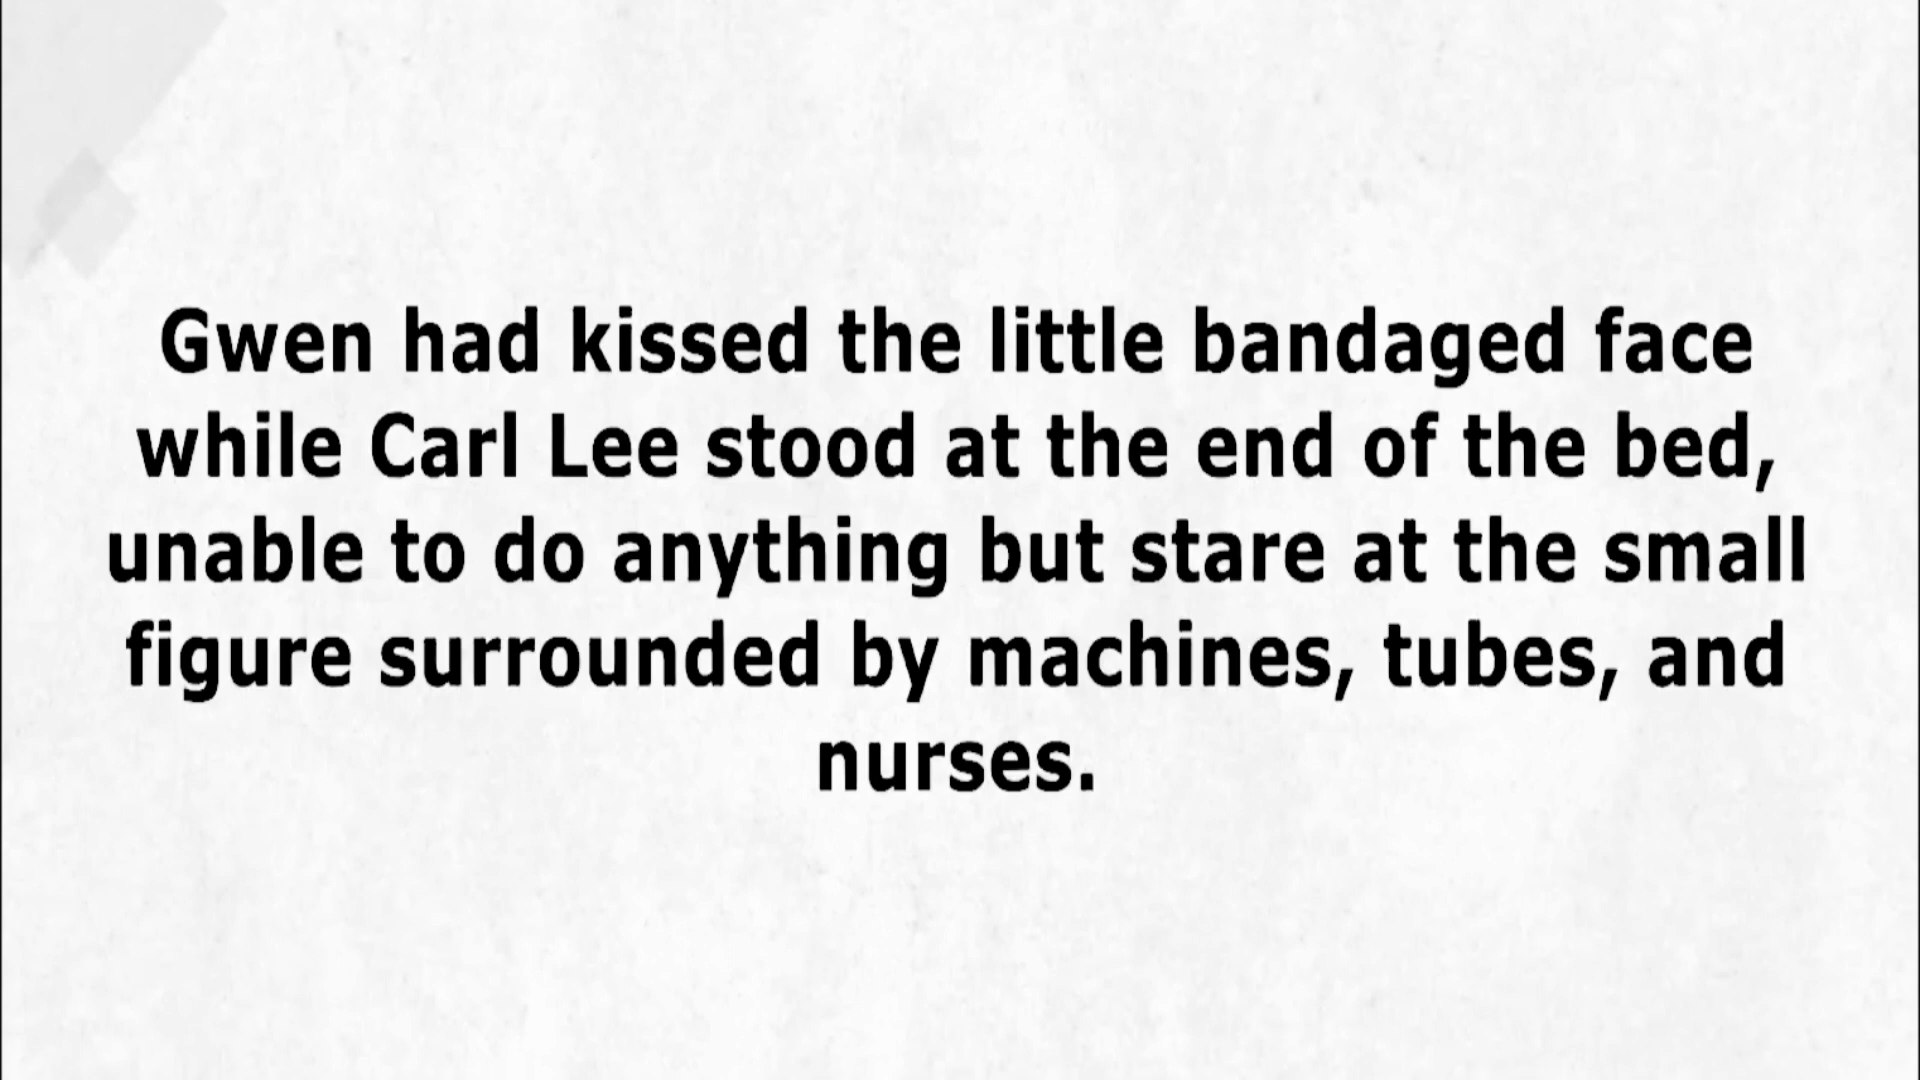 Gwen had kissed the little bandaged face
while Carl Lee stood at the end of the bed,
unable to do anything but stare at the small
figure surrounded by machines, tubes, and
nurses.